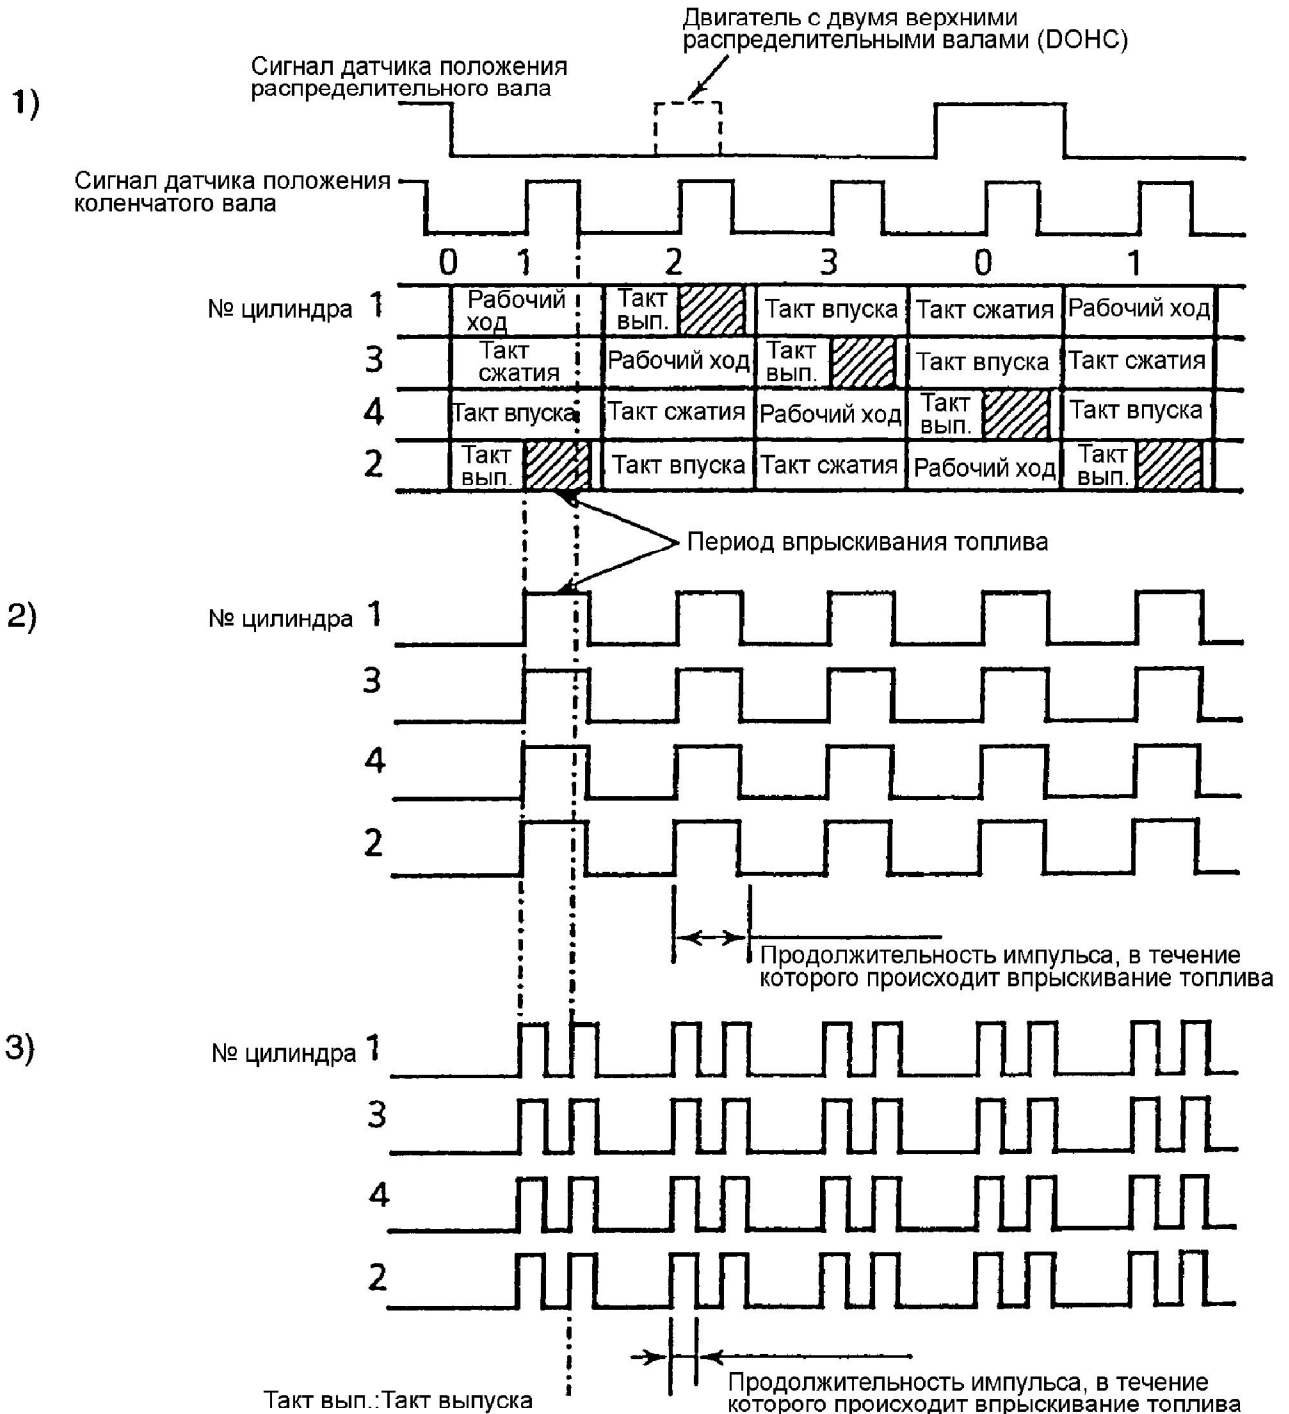 Двигатель с двумя верхними
распределительными валами (DOHC)
Сигнал датчика положения
распределительного вала
1)
Сигнал датчика положения
коленчатого вала
0 1 2 3 0 1
№ цилиндра 1
Рабочий
ход
Такт
вып.
Такт впуска
Такт сжатия
Рабочий ход
3
Такт
сжатия
Рабочий ход
Такт
вып.
Такт впуска
Такт сжатия
4
Такт впуска
Такт сжатия
Рабочий ход
Такт
вып.
Такт впуска
2
Такт
вып.
Такт впуска
Такт сжатия
Рабочий ход
Такт
вып.
Период впрыскивания топлива
2)
№ цилиндра 1
3
4
2
Продолжительность импульса, в течение
которого происходит впрыскивание топлива
3)
№ цилиндра 1
3
4
2
Продолжительность импульса, в течение
которого происходит впрыскивание топлива
Такт вып.:Такт выпуска